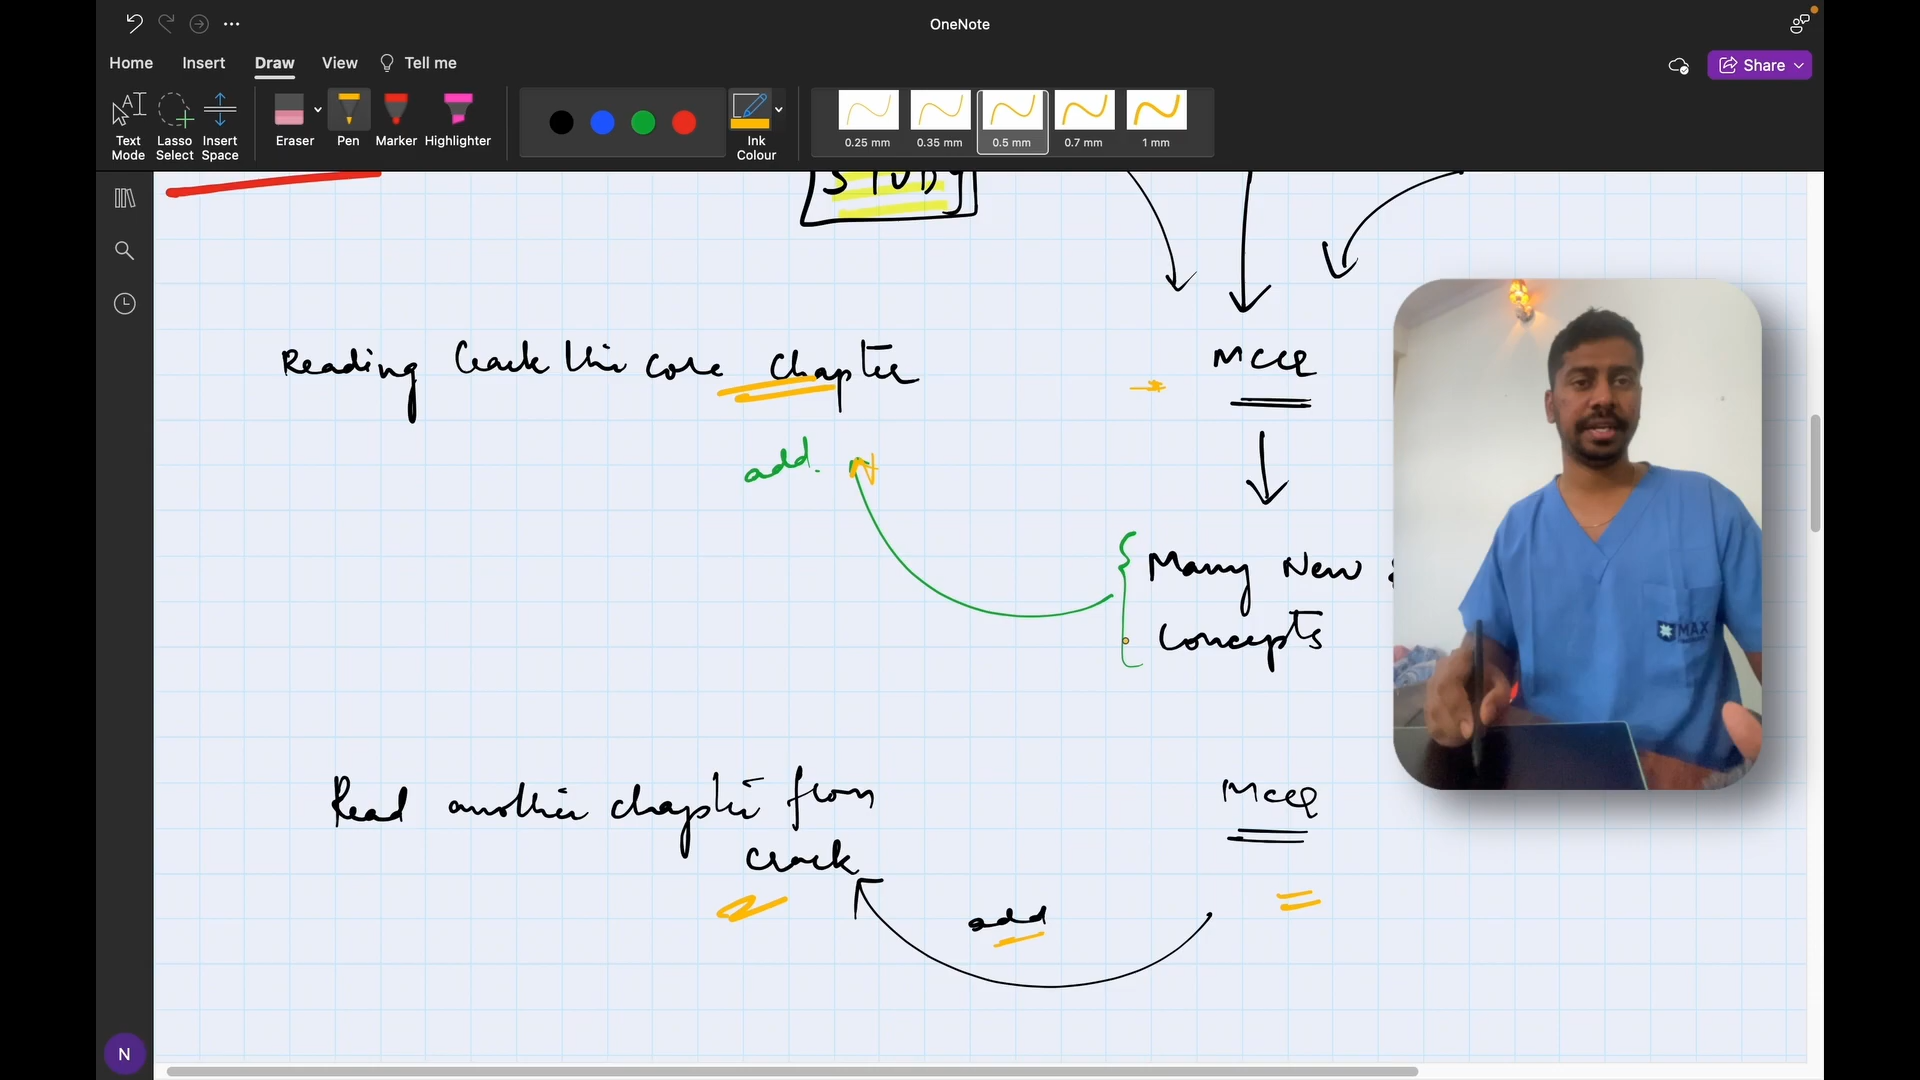 OneNote
Home Insert Draw View Tell me
Share
Text Mode
Lasso Select
Insert Space
Eraser
Pen
Marker
Highlighter
Ink Colour
0.25 mm
0.35 mm
0.5 mm
0.7 mm
1 mm
STUDY
Reading Crack the Core Chapter
MCQ
add.
Many New
Concepts
MAX
Read another chapter from
Crack
MCQ
add
N